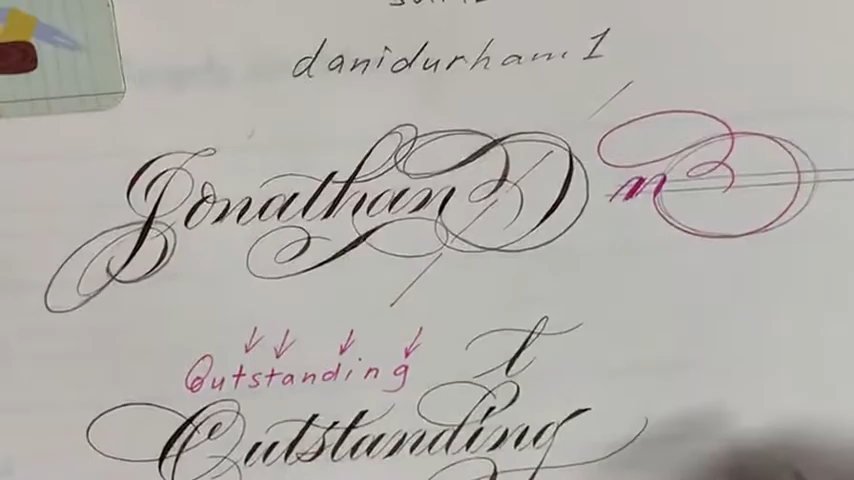 danidurham1
Jonathan n
Outstanding
t
Outstanding